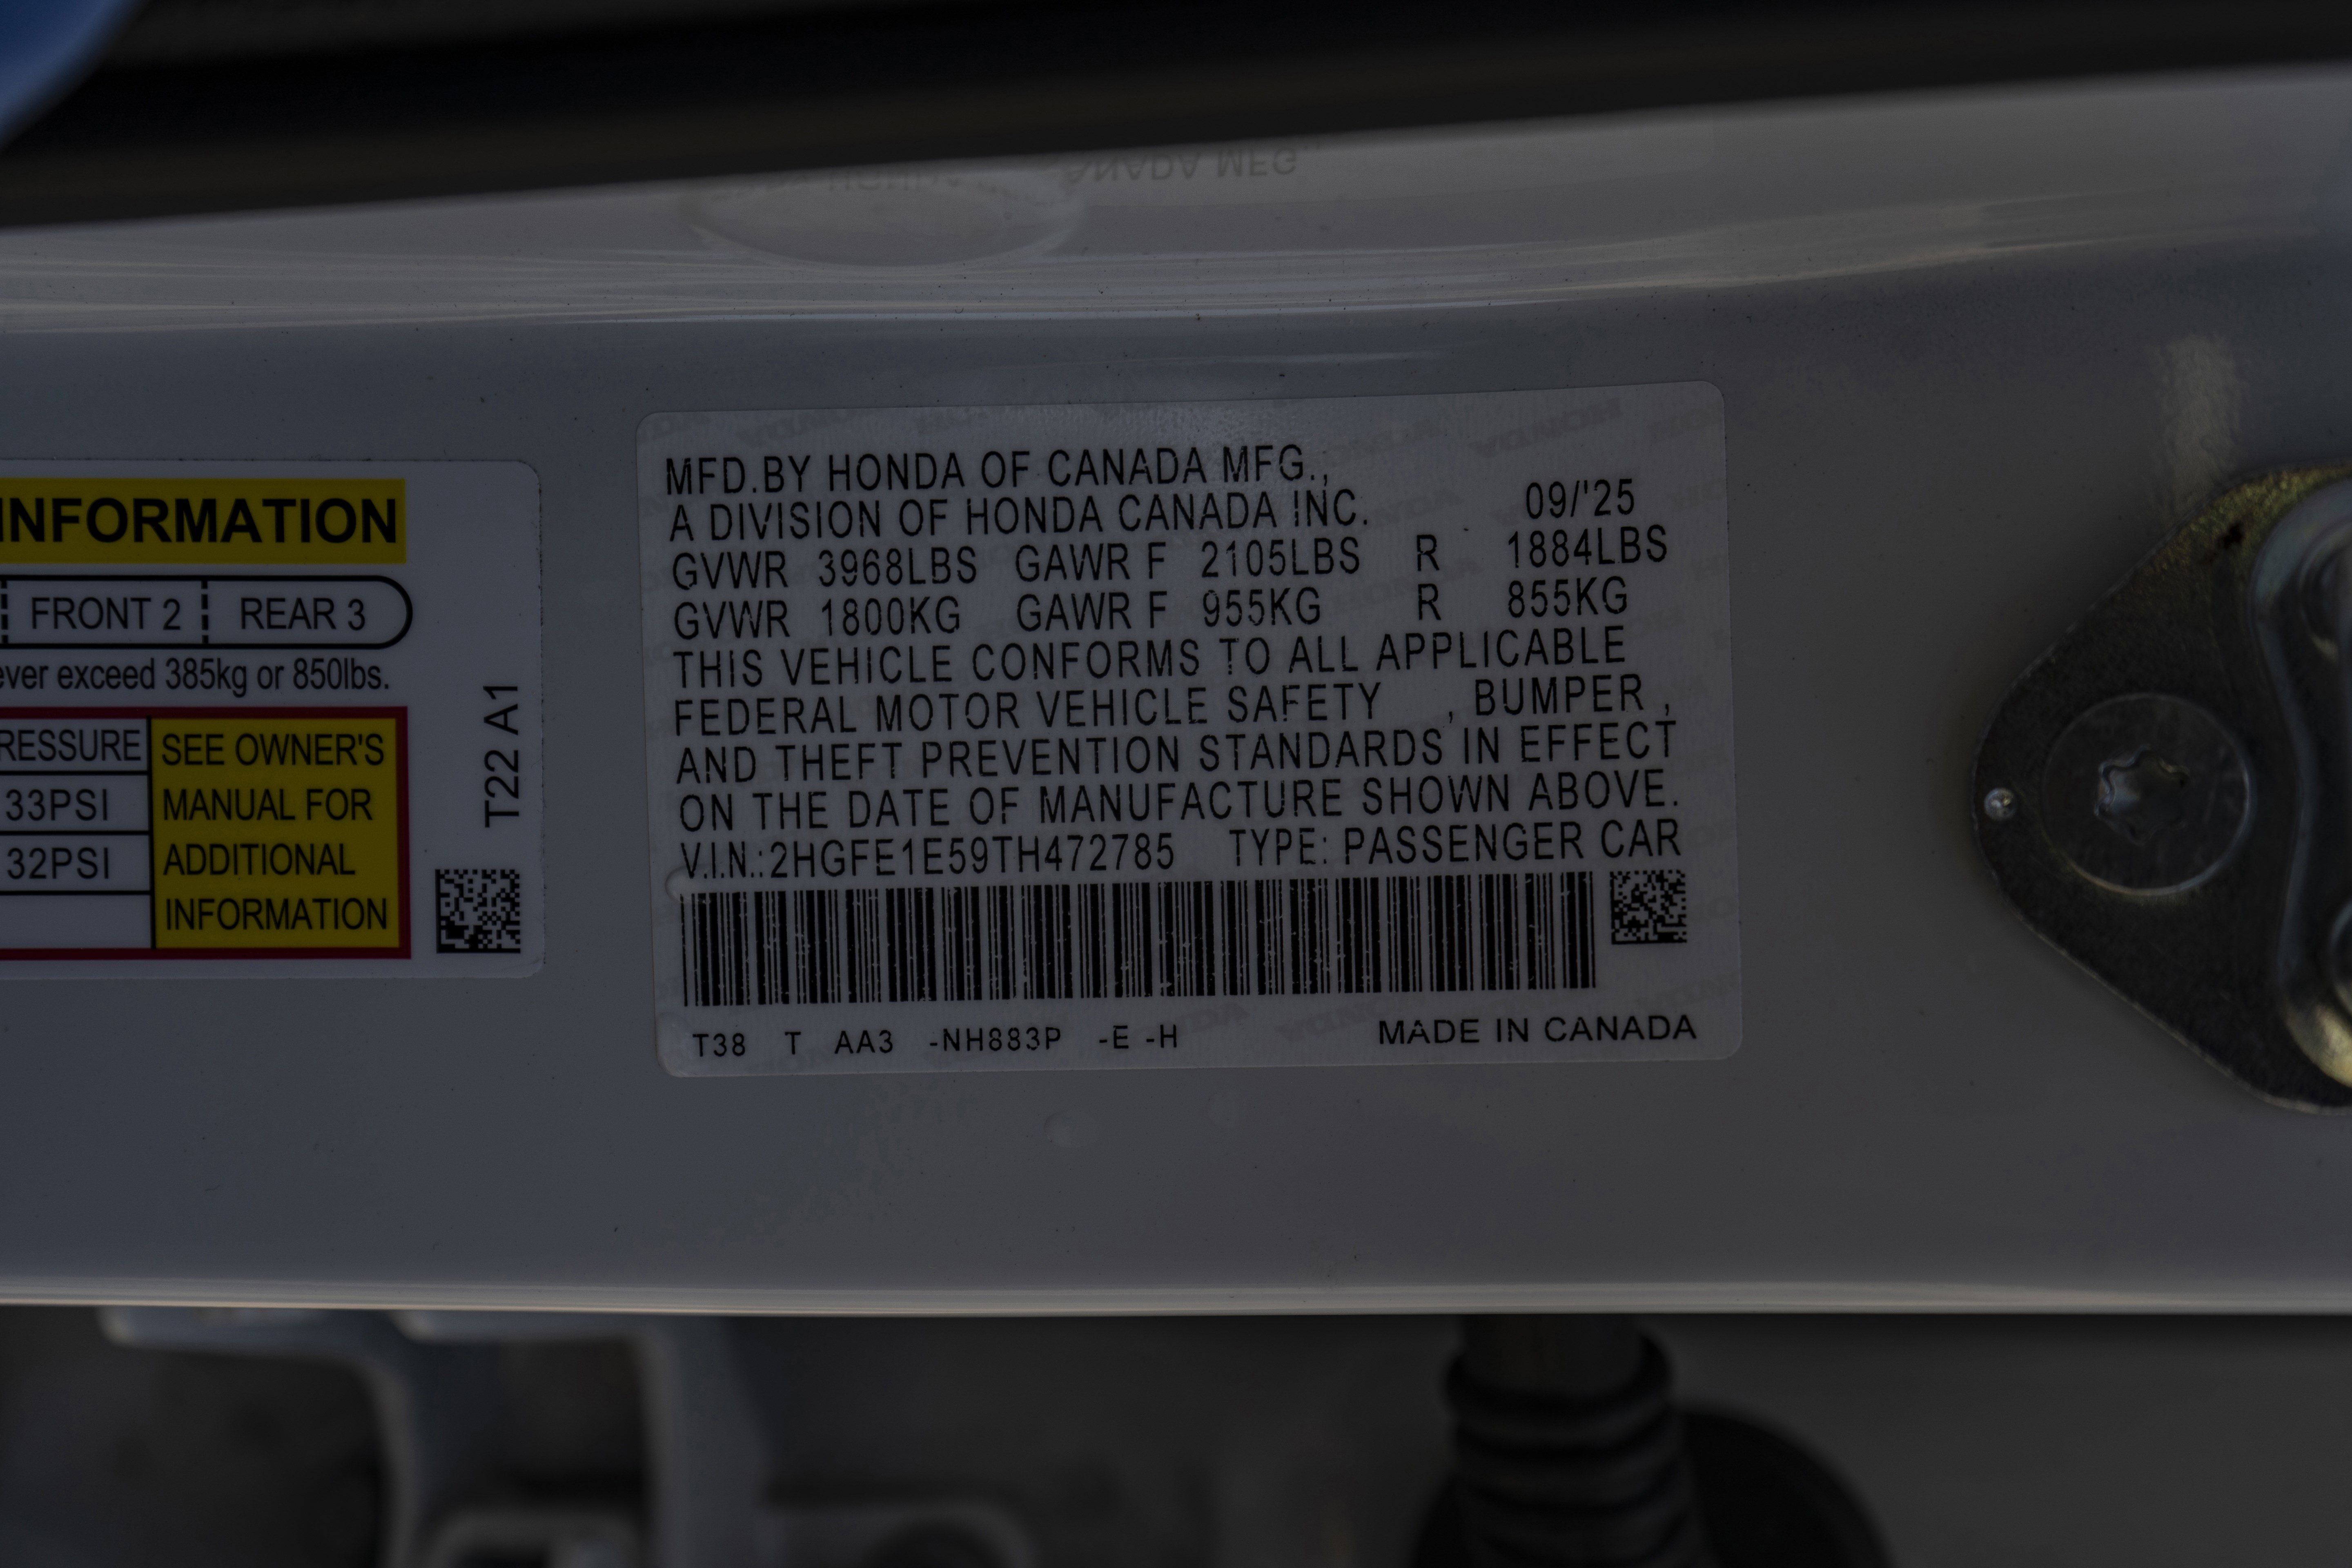 INFORMATION
FRONT 2 REAR 3
ever exceed 385kg or 850lbs.
RESSURE
33PSI
32PSI
SEE OWNER'S
MANUAL FOR
ADDITIONAL
INFORMATION
T22 A1
MFD.BY HONDA OF CANADA MFG.,
A DIVISION OF HONDA CANADA INC. 09/'25
GVWR 3968LBS GAWR F 2105LBS R 1884LBS
GVWR 1800KG GAWR F 955KG R 855KG
THIS VEHICLE CONFORMS TO ALL APPLICABLE
FEDERAL MOTOR VEHICLE SAFETY , BUMPER ,
AND THEFT PREVENTION STANDARDS IN EFFECT
ON THE DATE OF MANUFACTURE SHOWN ABOVE.
V.I.N.:2HGFE1E59TH472785 TYPE: PASSENGER CAR
T38 T AA3 -NH883P -E -H MADE IN CANADA